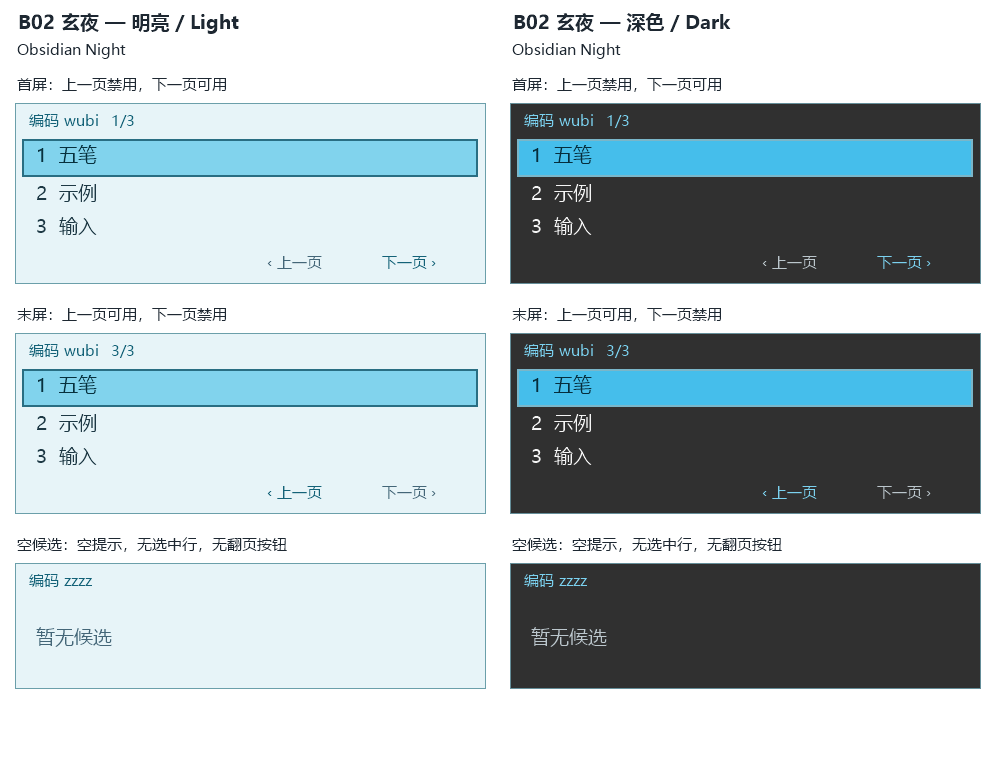 B02 玄夜 — 明亮 / Light
Obsidian Night
首屏：上一页禁用，下一页可用
编码 wubi 1/3
1 五笔
2 示例
3 输入
‹ 上一页 下一页 ›
末屏：上一页可用，下一页禁用
编码 wubi 3/3
1 五笔
2 示例
3 输入
‹ 上一页 下一页 ›
空候选：空提示，无选中行，无翻页按钮
编码 zzzz
暂无候选
B02 玄夜 — 深色 / Dark
Obsidian Night
首屏：上一页禁用，下一页可用
编码 wubi 1/3
1 五笔
2 示例
3 输入
‹ 上一页 下一页 ›
末屏：上一页可用，下一页禁用
编码 wubi 3/3
1 五笔
2 示例
3 输入
‹ 上一页 下一页 ›
空候选：空提示，无选中行，无翻页按钮
编码 zzzz
暂无候选